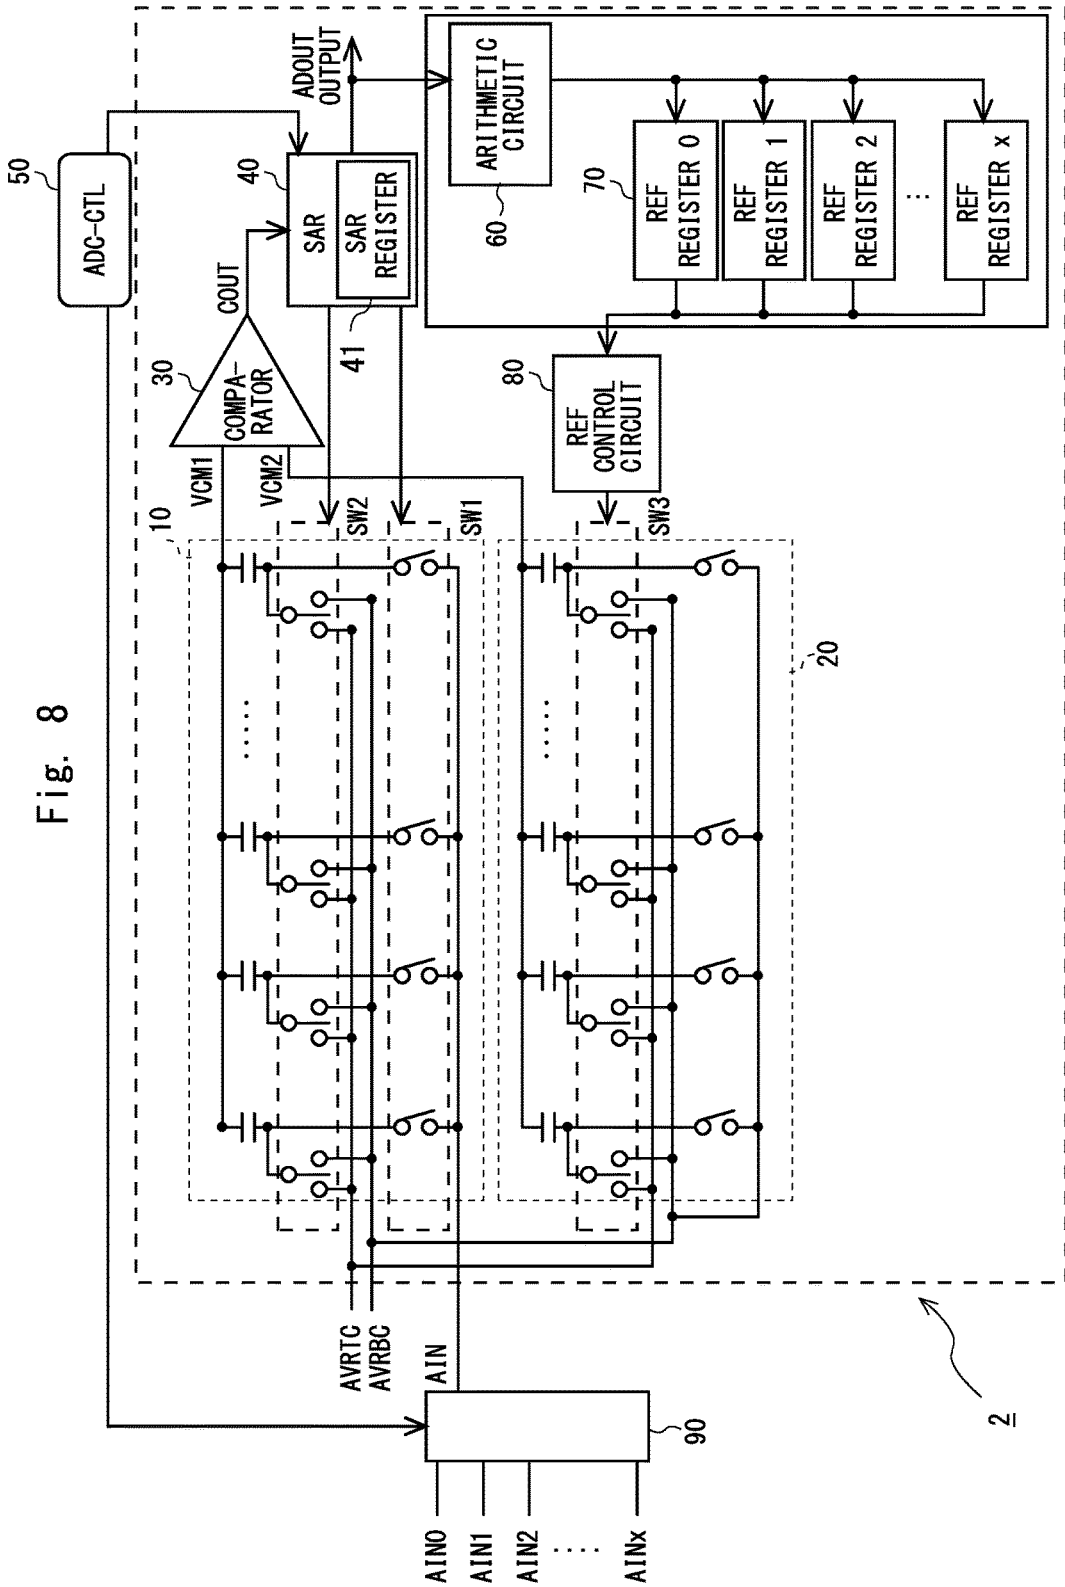 Fig. 8
50
ADC-CTL
ADOUT
OUTPUT
COUT
40
SAR
SAR
REGISTER
41
30
COMPA-
RATOR
VCM1
VCM2
10
SW2
SW1
ARITHMETIC
CIRCUIT
60
70
REF
REGISTER 0
REF
REGISTER 1
REF
REGISTER 2
...
REF
REGISTER x
80
REF
CONTROL
CIRCUIT
SW3
20
.....
.....
AVRTC
AVRBC
AIN
90
AIN0
AIN1
AIN2
....
AINx
2